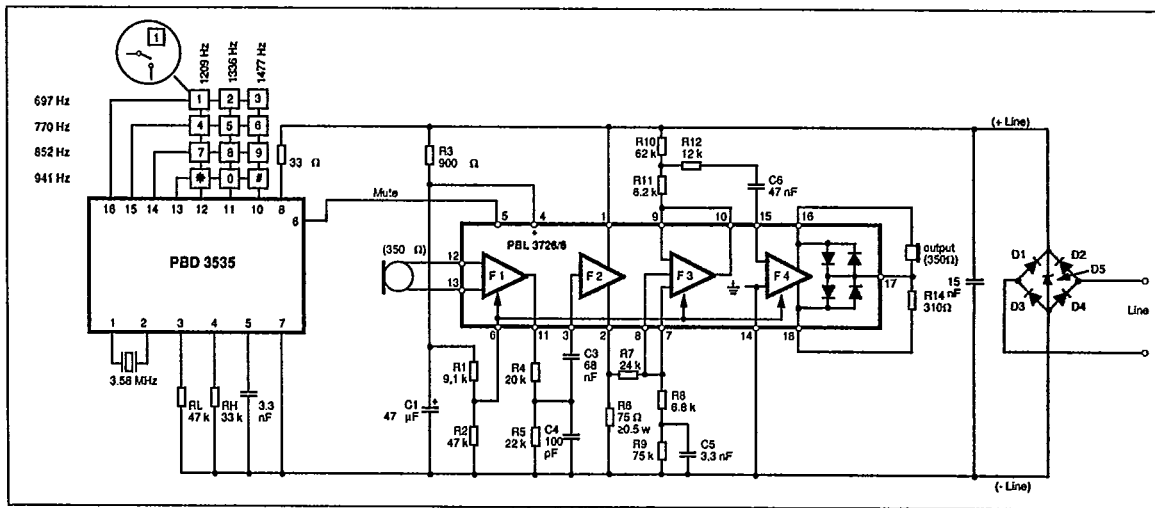 1
1209 Hz
1336 Hz
1477 Hz
697 Hz
1 2 3
770 Hz
4 5 6
852 Hz
7 8 9
941 Hz
* 0 #
33 Ω
16 15 14 13 12 11 10 8
6
PBD 3535
1 2 3 4 5 7
3.58 MHz
RL
47 k
RH
33 k
3.3
nF
Mute
(350 Ω)
R3
900 Ω
C1
47 µF
+
R1
9,1 k
R2
47 k
R4
20 k
R5
22 k
C4
100
pF
C3
68
nF
5 4 1 9 10 15 16
+
PBL 3726/6
12
13
F 1
F 2
F 3
F 4
17
6 11 3 2 8 7 14 18
R7
24 k
R6
75 Ω
≥0.5 w
R8
6.8 k
R9
75 k
C5
3,3 nF
R10
62 k
R12
12 k
R11
8.2 k
C6
47 nF
output
(350Ω)
R14
310Ω
15
nF
(+ Line)
(- Line)
D1
D2
D5
D3
D4
Line